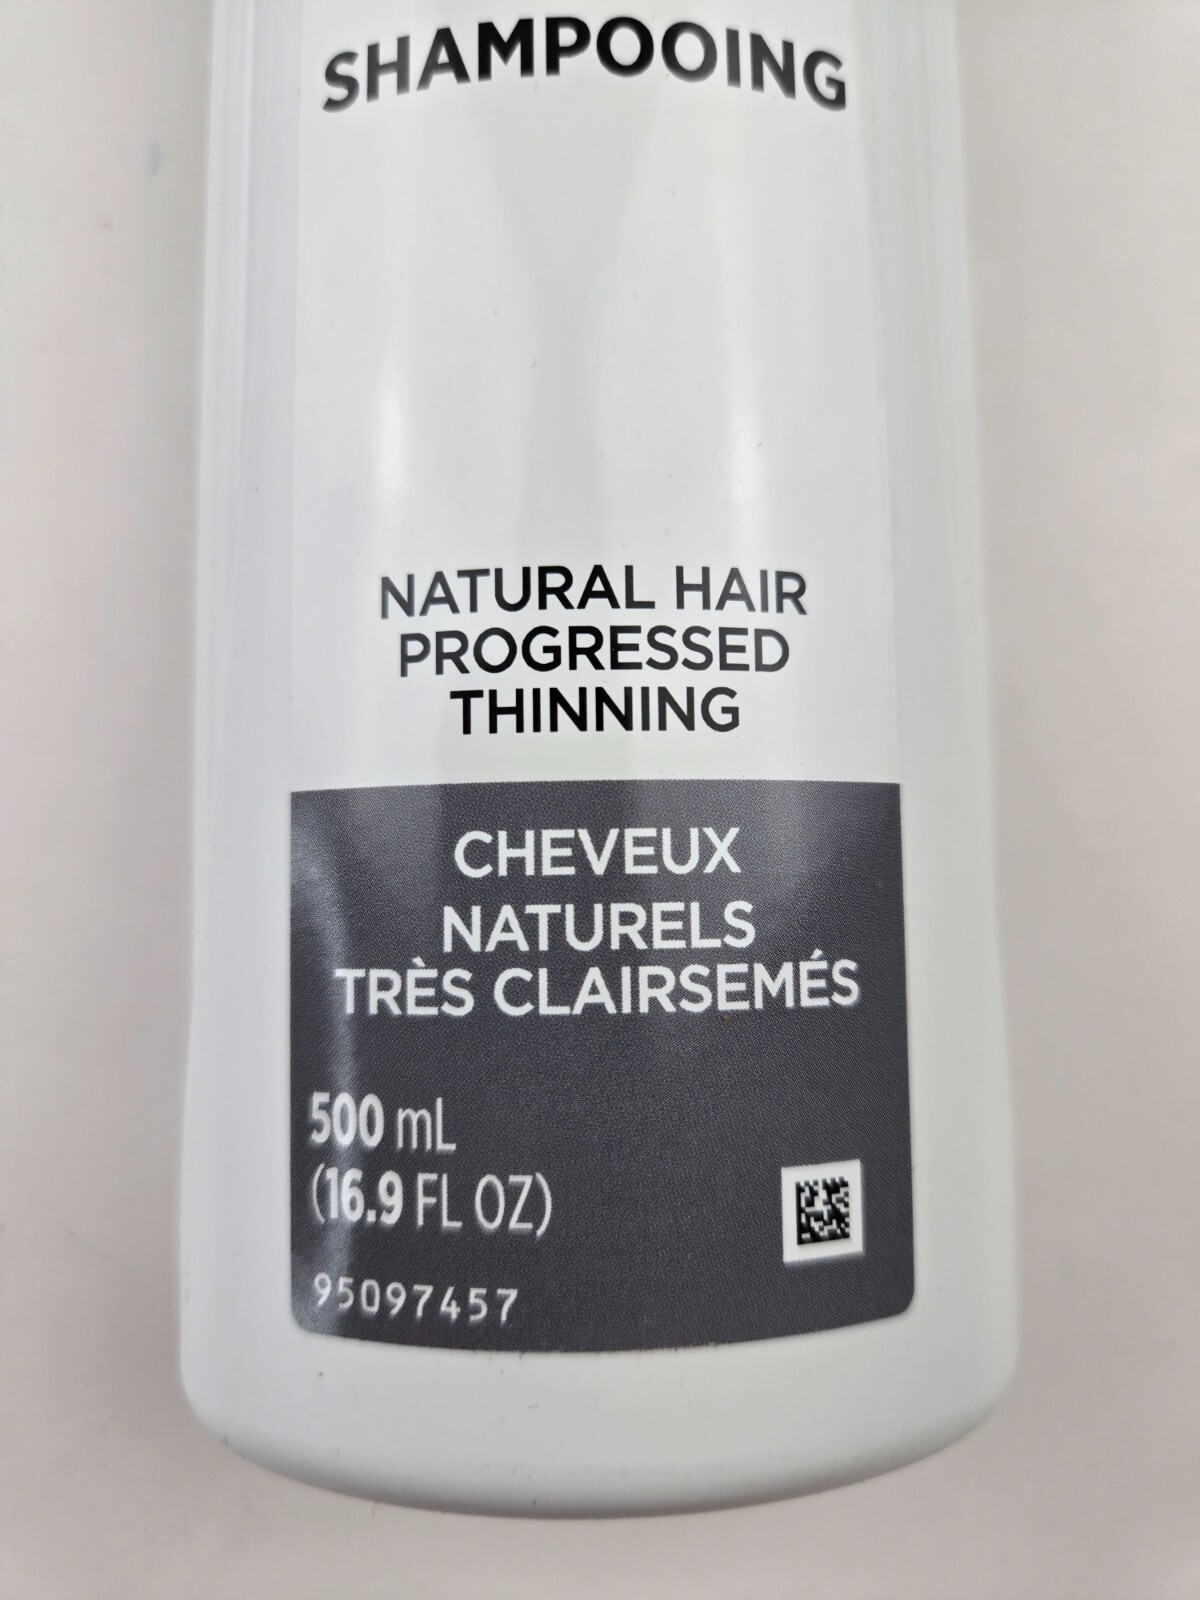 SHAMPOOING
NATURAL HAIR
PROGRESSED
THINNING
CHEVEUX
NATURELS
TRÈS CLAIRSEMÉS
500 mL
(16.9 FL OZ)
95097457